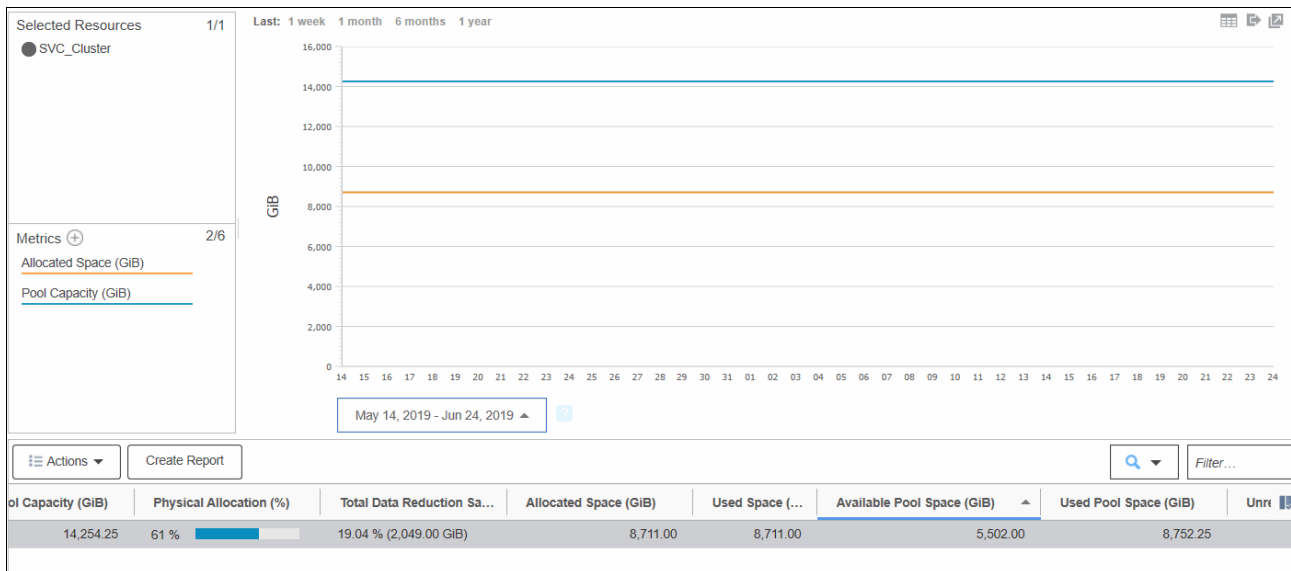 Selected Resources 1/1
SVC_Cluster
Last: 1 week 1 month 6 months 1 year
16,000
14,000
12,000
10,000
8,000
6,000
4,000
2,000
0
GiB
14 15 16 17 18 19 20 21 22 23 24 25 26 27 28 29 30 31 01 02 03 04 05 06 07 08 09 10 11 12 13 14 15 16 17 18 19 20 21 22 23 24
Metrics 2/6
Allocated Space (GiB)
Pool Capacity (GiB)
May 14, 2019 - Jun 24, 2019
?
Actions Create Report Filter...
ol Capacity (GiB) Physical Allocation (%) Total Data Reduction Sa... Allocated Space (GiB) Used Space (... Available Pool Space (GiB) Used Pool Space (GiB) Unre
14,254.25 61 % 19.04 % (2,049.00 GiB) 8,711.00 8,711.00 5,502.00 8,752.25